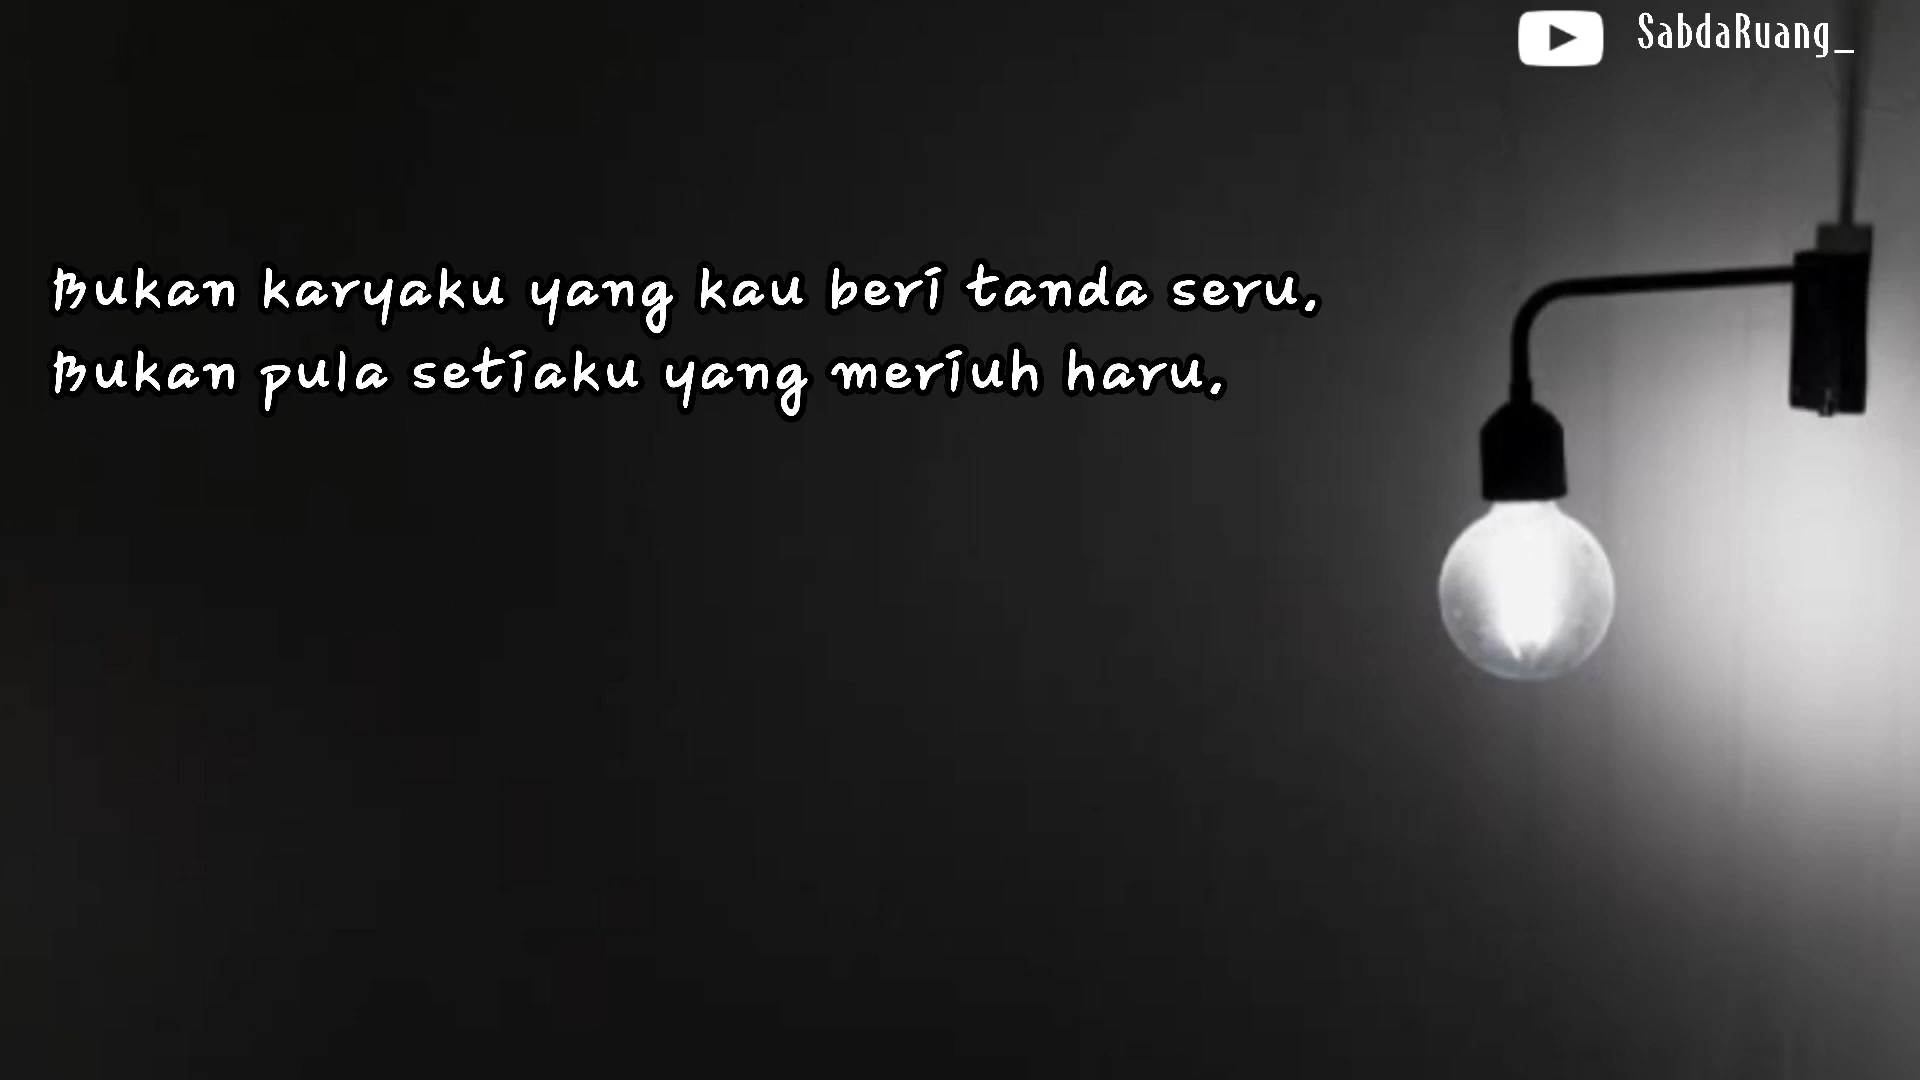 SabdaRuang_
Bukan karyaku yang kau beri tanda seru,
Bukan pula setiaku yang meriuh haru,